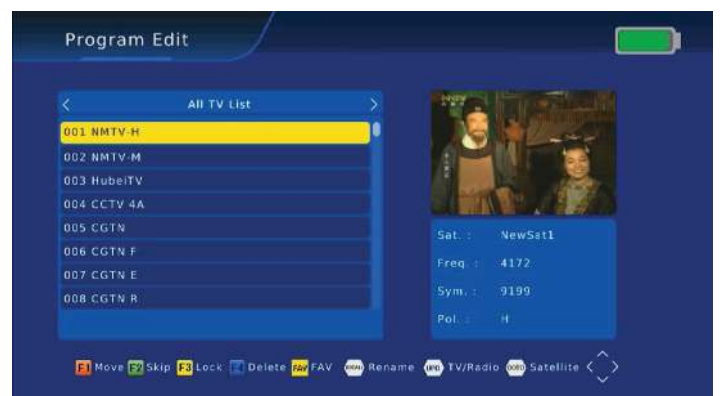 Program Edit
All TV List
001 NMTV-H
002 NMTV-M
003 HubeiTV
004 CCTV 4A
005 CGTN
006 CGTN F
007 CGTN E
008 CGTN R
Sat. : NewSat1
Freq. : 4172
Sym. : 9199
Pol. : H
F1 Move F2 Skip F3 Lock F4 Delete FAV FAV Rename TV/Radio Satellite